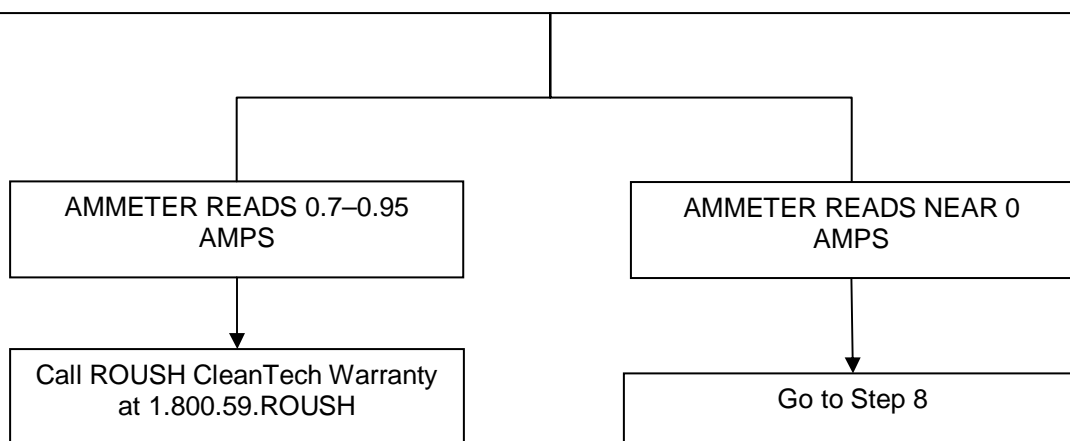 AMMETER READS 0.7–0.95
AMPS
AMMETER READS NEAR 0
AMPS
Call ROUSH CleanTech Warranty
at 1.800.59.ROUSH
Go to Step 8